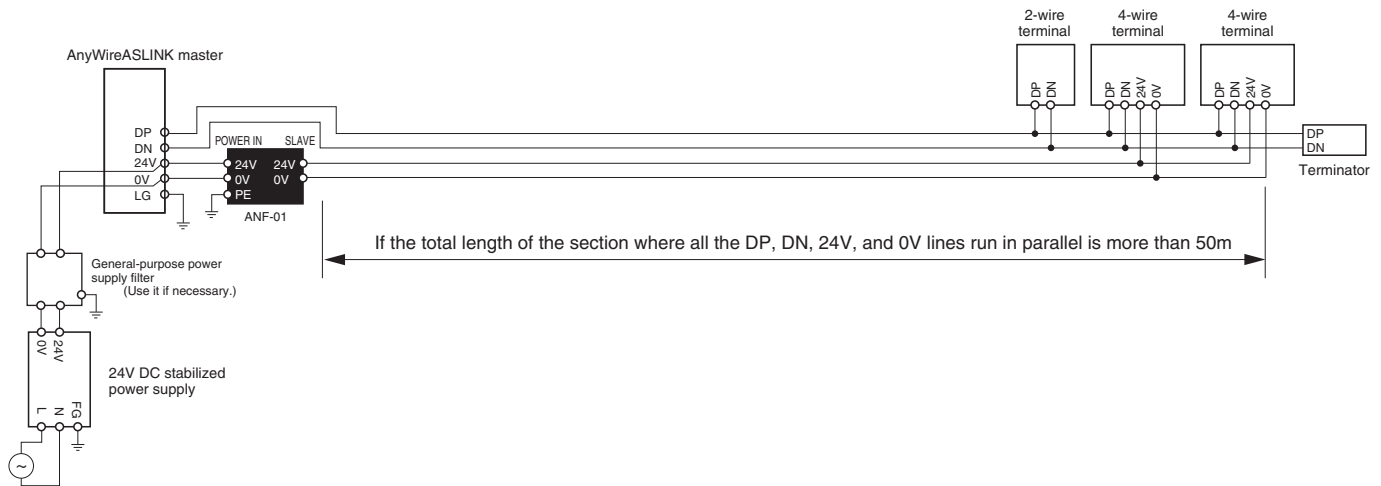 2-wire
terminal
4-wire
terminal
4-wire
terminal
AnyWireASLINK master
DP
DN
24V
0V
LG
POWER IN
SLAVE
24V
0V
PE
24V
0V
ANF-01
DP
DN
DP
DN
24V
0V
DP
DN
24V
0V
DP
DN
Terminator
If the total length of the section where all the DP, DN, 24V, and 0V lines run in parallel is more than 50m
General-purpose power
supply filter
(Use it if necessary.)
0V
24V
24V DC stabilized
power supply
L
N
FG
~